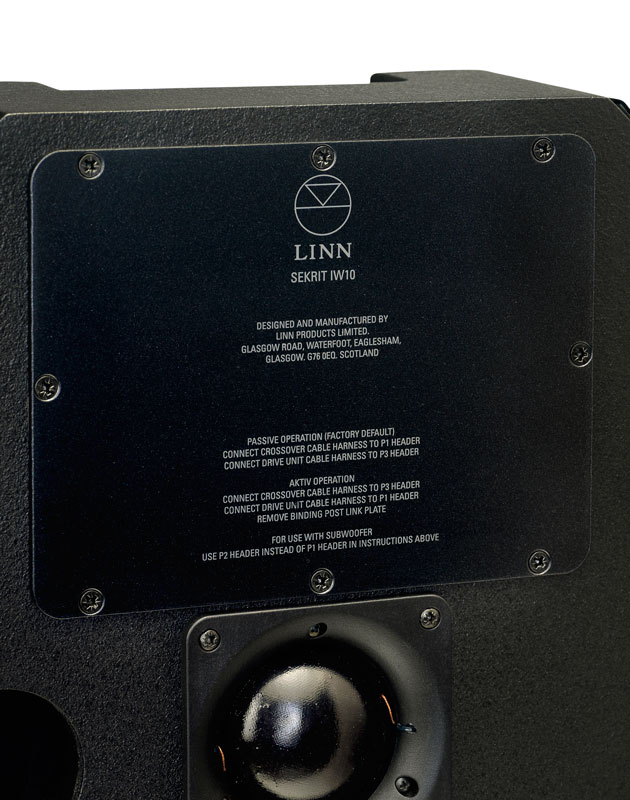 LINN
SEKRIT IW10
DESIGNED AND MANUFACTURED BY
LINN PRODUCTS LIMITED.
GLASGOW ROAD, WATERFOOT, EAGLESHAM,
GLASGOW. G76 0EQ. SCOTLAND
PASSIVE OPERATION (FACTORY DEFAULT)
CONNECT CROSSOVER CABLE HARNESS TO P1 HEADER
CONNECT DRIVE UNIT CABLE HARNESS TO P3 HEADER
AKTIV OPERATION
CONNECT CROSSOVER CABLE HARNESS TO P3 HEADER
CONNECT DRIVE UNIT CABLE HARNESS TO P1 HEADER
REMOVE BINDING POST LINK PLATE
FOR USE WITH SUBWOOFER
USE P2 HEADER INSTEAD OF P1 HEADER IN INSTRUCTIONS ABOVE